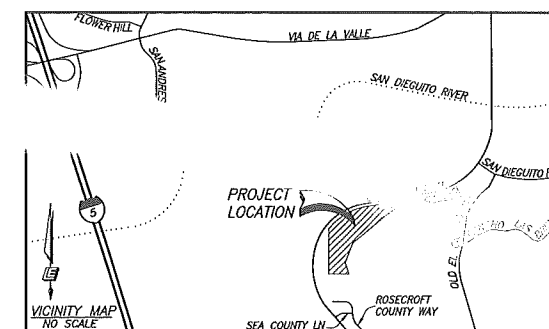 FLOWER HILL
VIA DE LA VALLE
SAN ANDRES
SAN DIEGUITO RIVER
SAN DIEGUITO
PROJECT
LOCATION
5
OLD EL
LAS
VICINITY MAP
NO SCALE
ROSECROFT
COUNTY WAY
SEA COUNTY LN